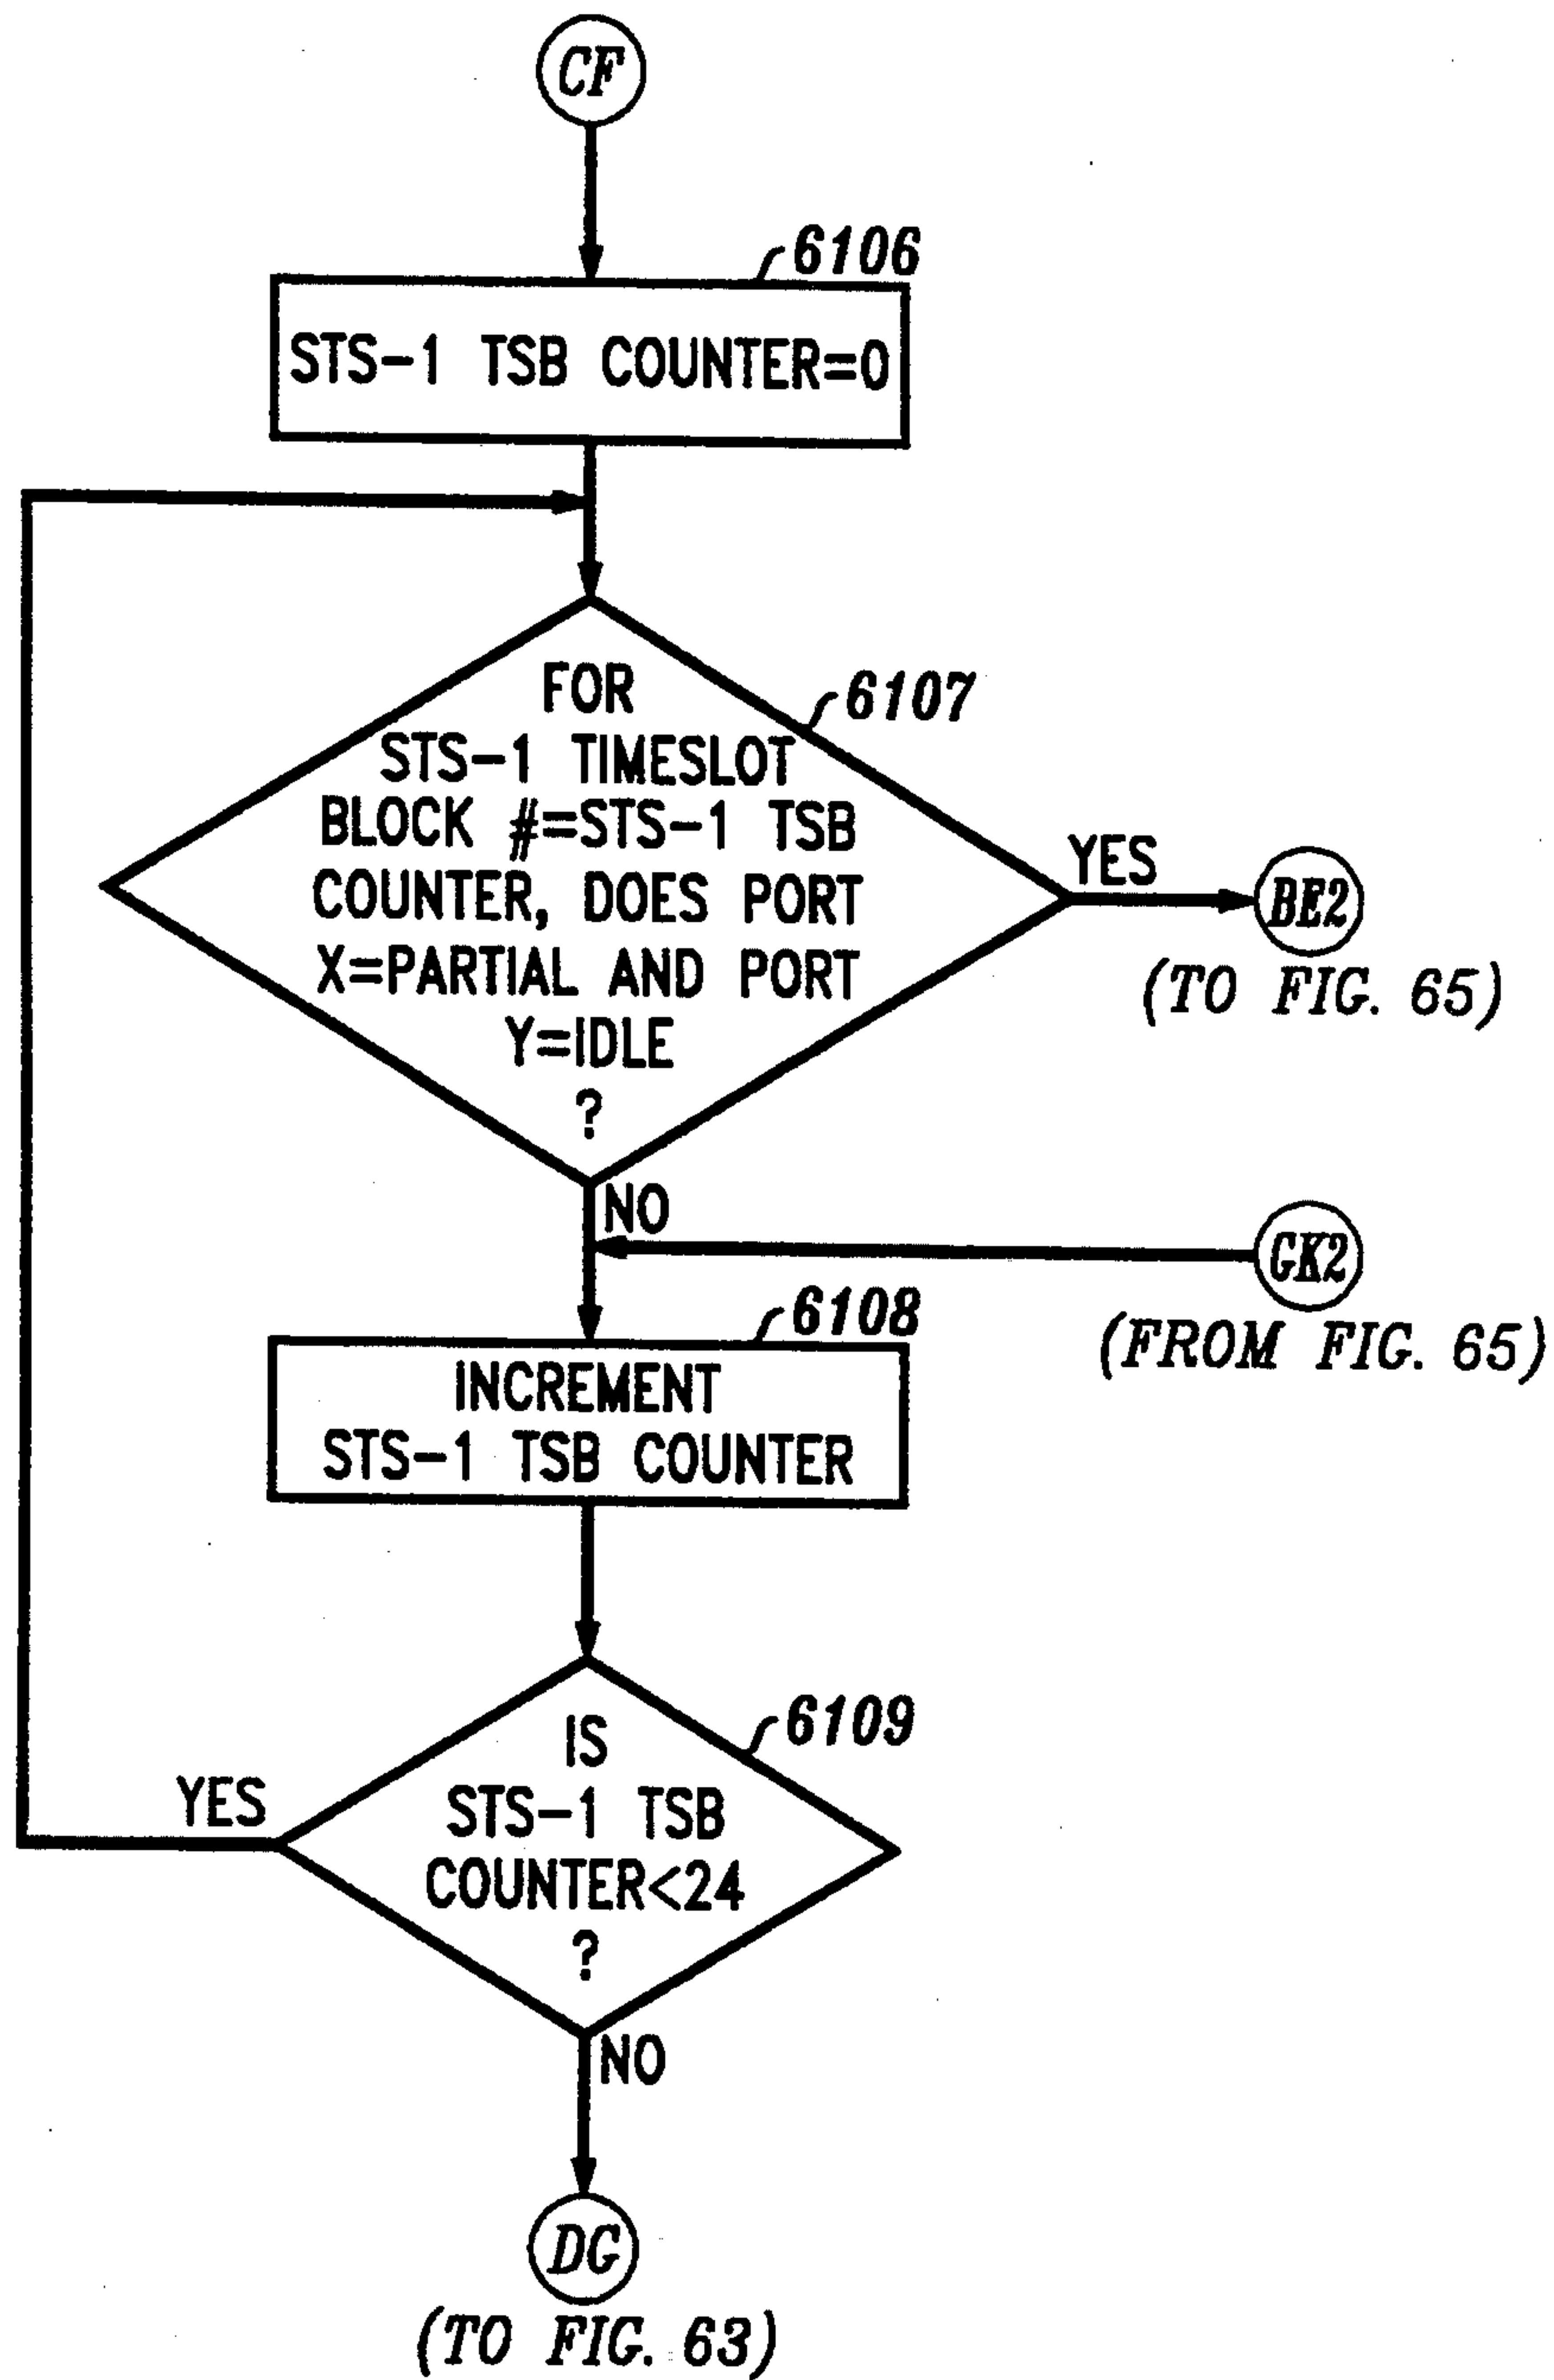 CF
6106
STS-1 TSB COUNTER=0
FOR
6107
STS-1 TIMESLOT
BLOCK #=STS-1 TSB
COUNTER, DOES PORT
X=PARTIAL AND PORT
Y=IDLE
?
YES
BE2
(TO FIG. 65)
NO
GK2
(FROM FIG. 65)
6108
INCREMENT
STS-1 TSB COUNTER
6109
IS
STS-1 TSB
COUNTER<24
?
YES
NO
DG
(TO FIG. 63)